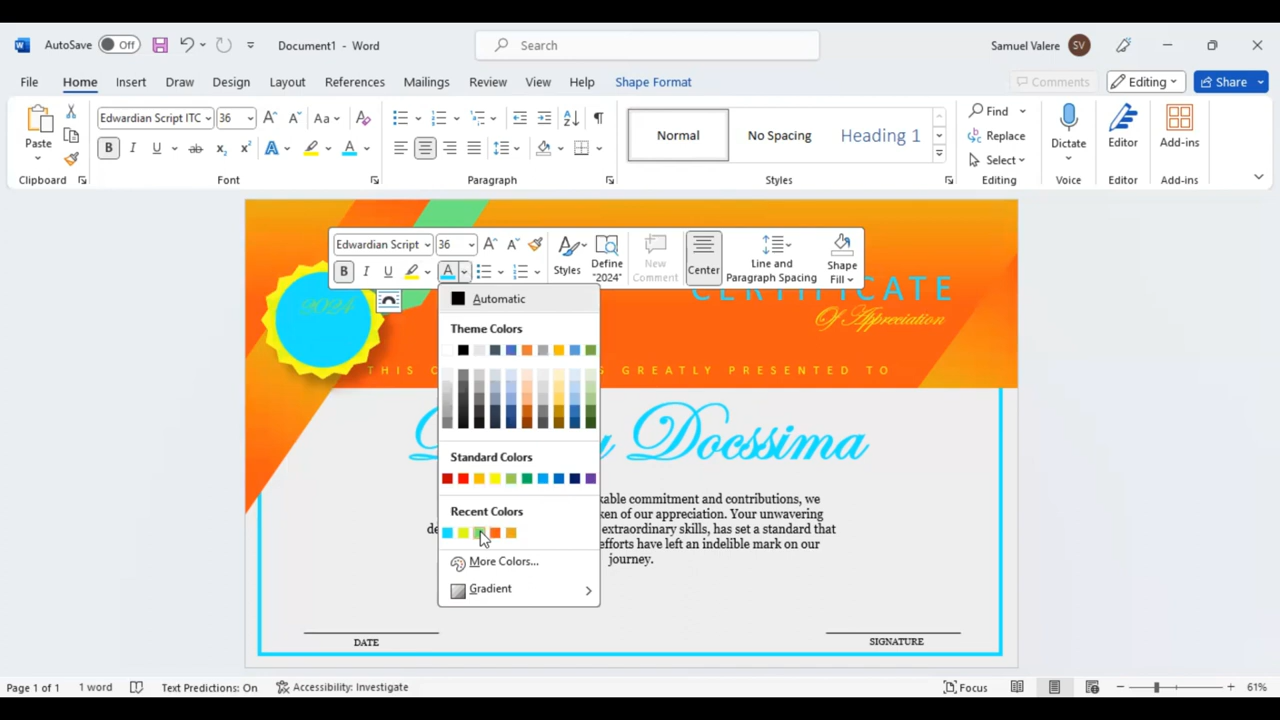 AutoSave Off Document1 - Word Search Samuel Valere SV
File Home Insert Draw Design Layout References Mailings Review View Help Shape Format Comments Editing Share
Paste Edwardian Script ITC 36 Aa Normal No Spacing Heading 1 Find Replace Select Dictate Editor Add-ins
Clipboard Font Paragraph Styles Editing Voice Editor Add-ins
Edwardian Script 36 Styles Define "2024" New Comment Center Line and Paragraph Spacing Shape Fill
CERTIFICATE
2024
Of Appreciation
Automatic
Theme Colors
THIS GREATLY PRESENTED TO
Docssima
Standard Colors
kable commitment and contributions, we
Recent Colors
ken of our appreciation. Your unwavering
extraordinary skills, has set a standard that
efforts have left an indelible mark on our
journey.
More Colors...
Gradient
DATE
SIGNATURE
Page 1 of 1 1 word Text Predictions: On Accessibility: Investigate Focus 61%